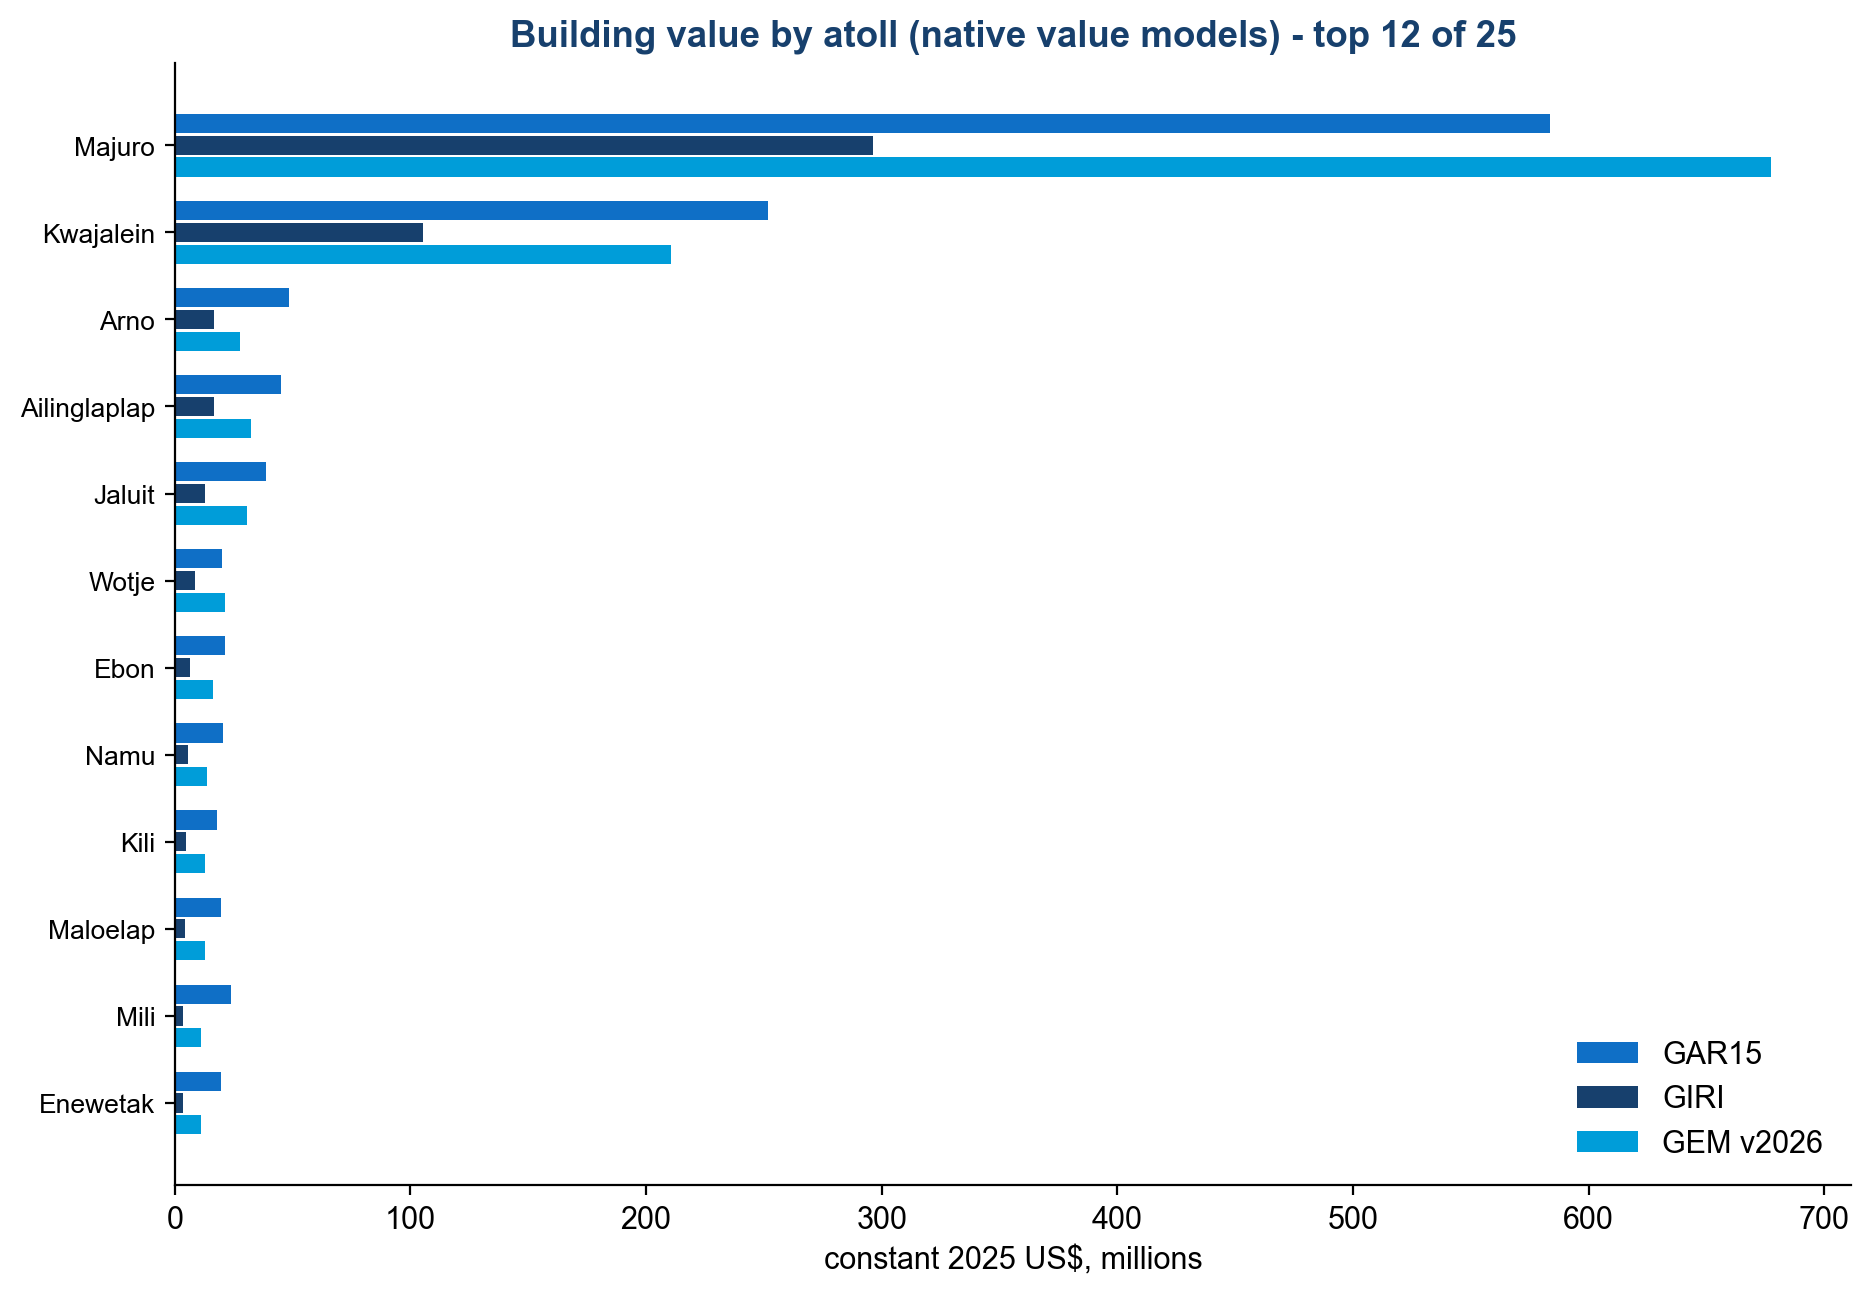 Building value by atoll (native value models) - top 12 of 25
Majuro
Kwajalein
Arno
Ailinglaplap
Jaluit
Wotje
Ebon
Namu
Kili
Maloelap
Mili
Enewetak
GAR15
GIRI
GEM v2026
0 100 200 300 400 500 600 700
constant 2025 US$, millions